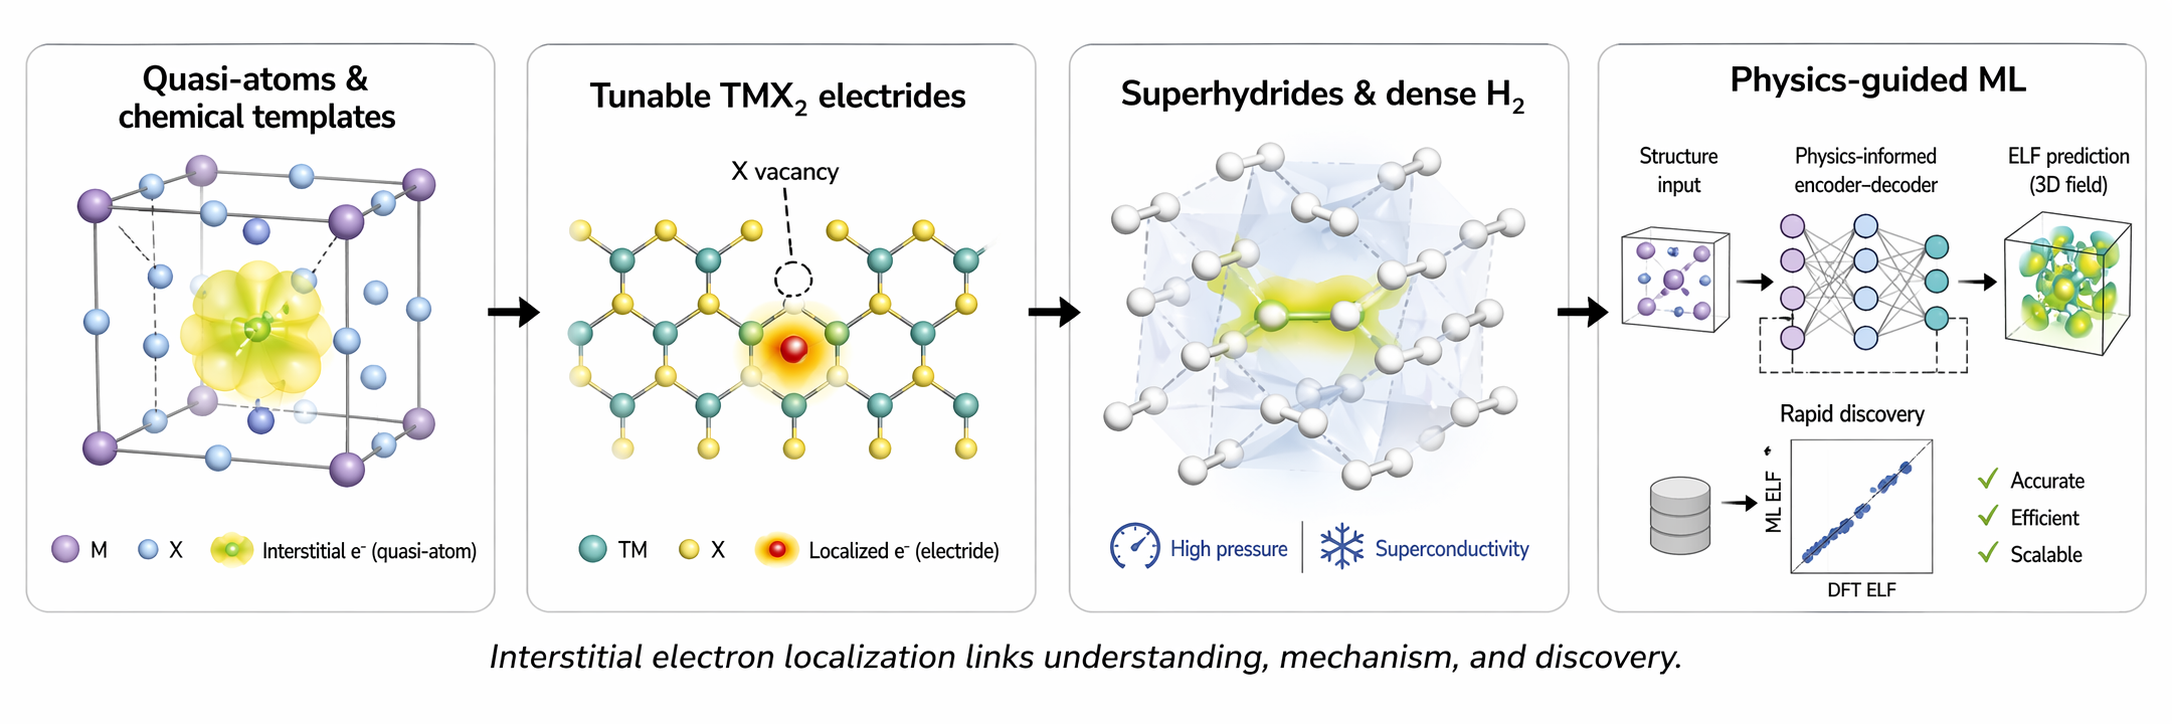 Quasi-atoms &
chemical templates
M
X
Interstitial e⁻ (quasi-atom)
Tunable TMX₂ electrides
X vacancy
TM
X
Localized e⁻ (electride)
Superhydrides & dense H₂
High pressure
Superconductivity
Physics-guided ML
Structure
input
Physics-informed
encoder–decoder
ELF prediction
(3D field)
Rapid discovery
ML ELF
DFT ELF
Accurate
Efficient
Scalable
Interstitial electron localization links understanding, mechanism, and discovery.